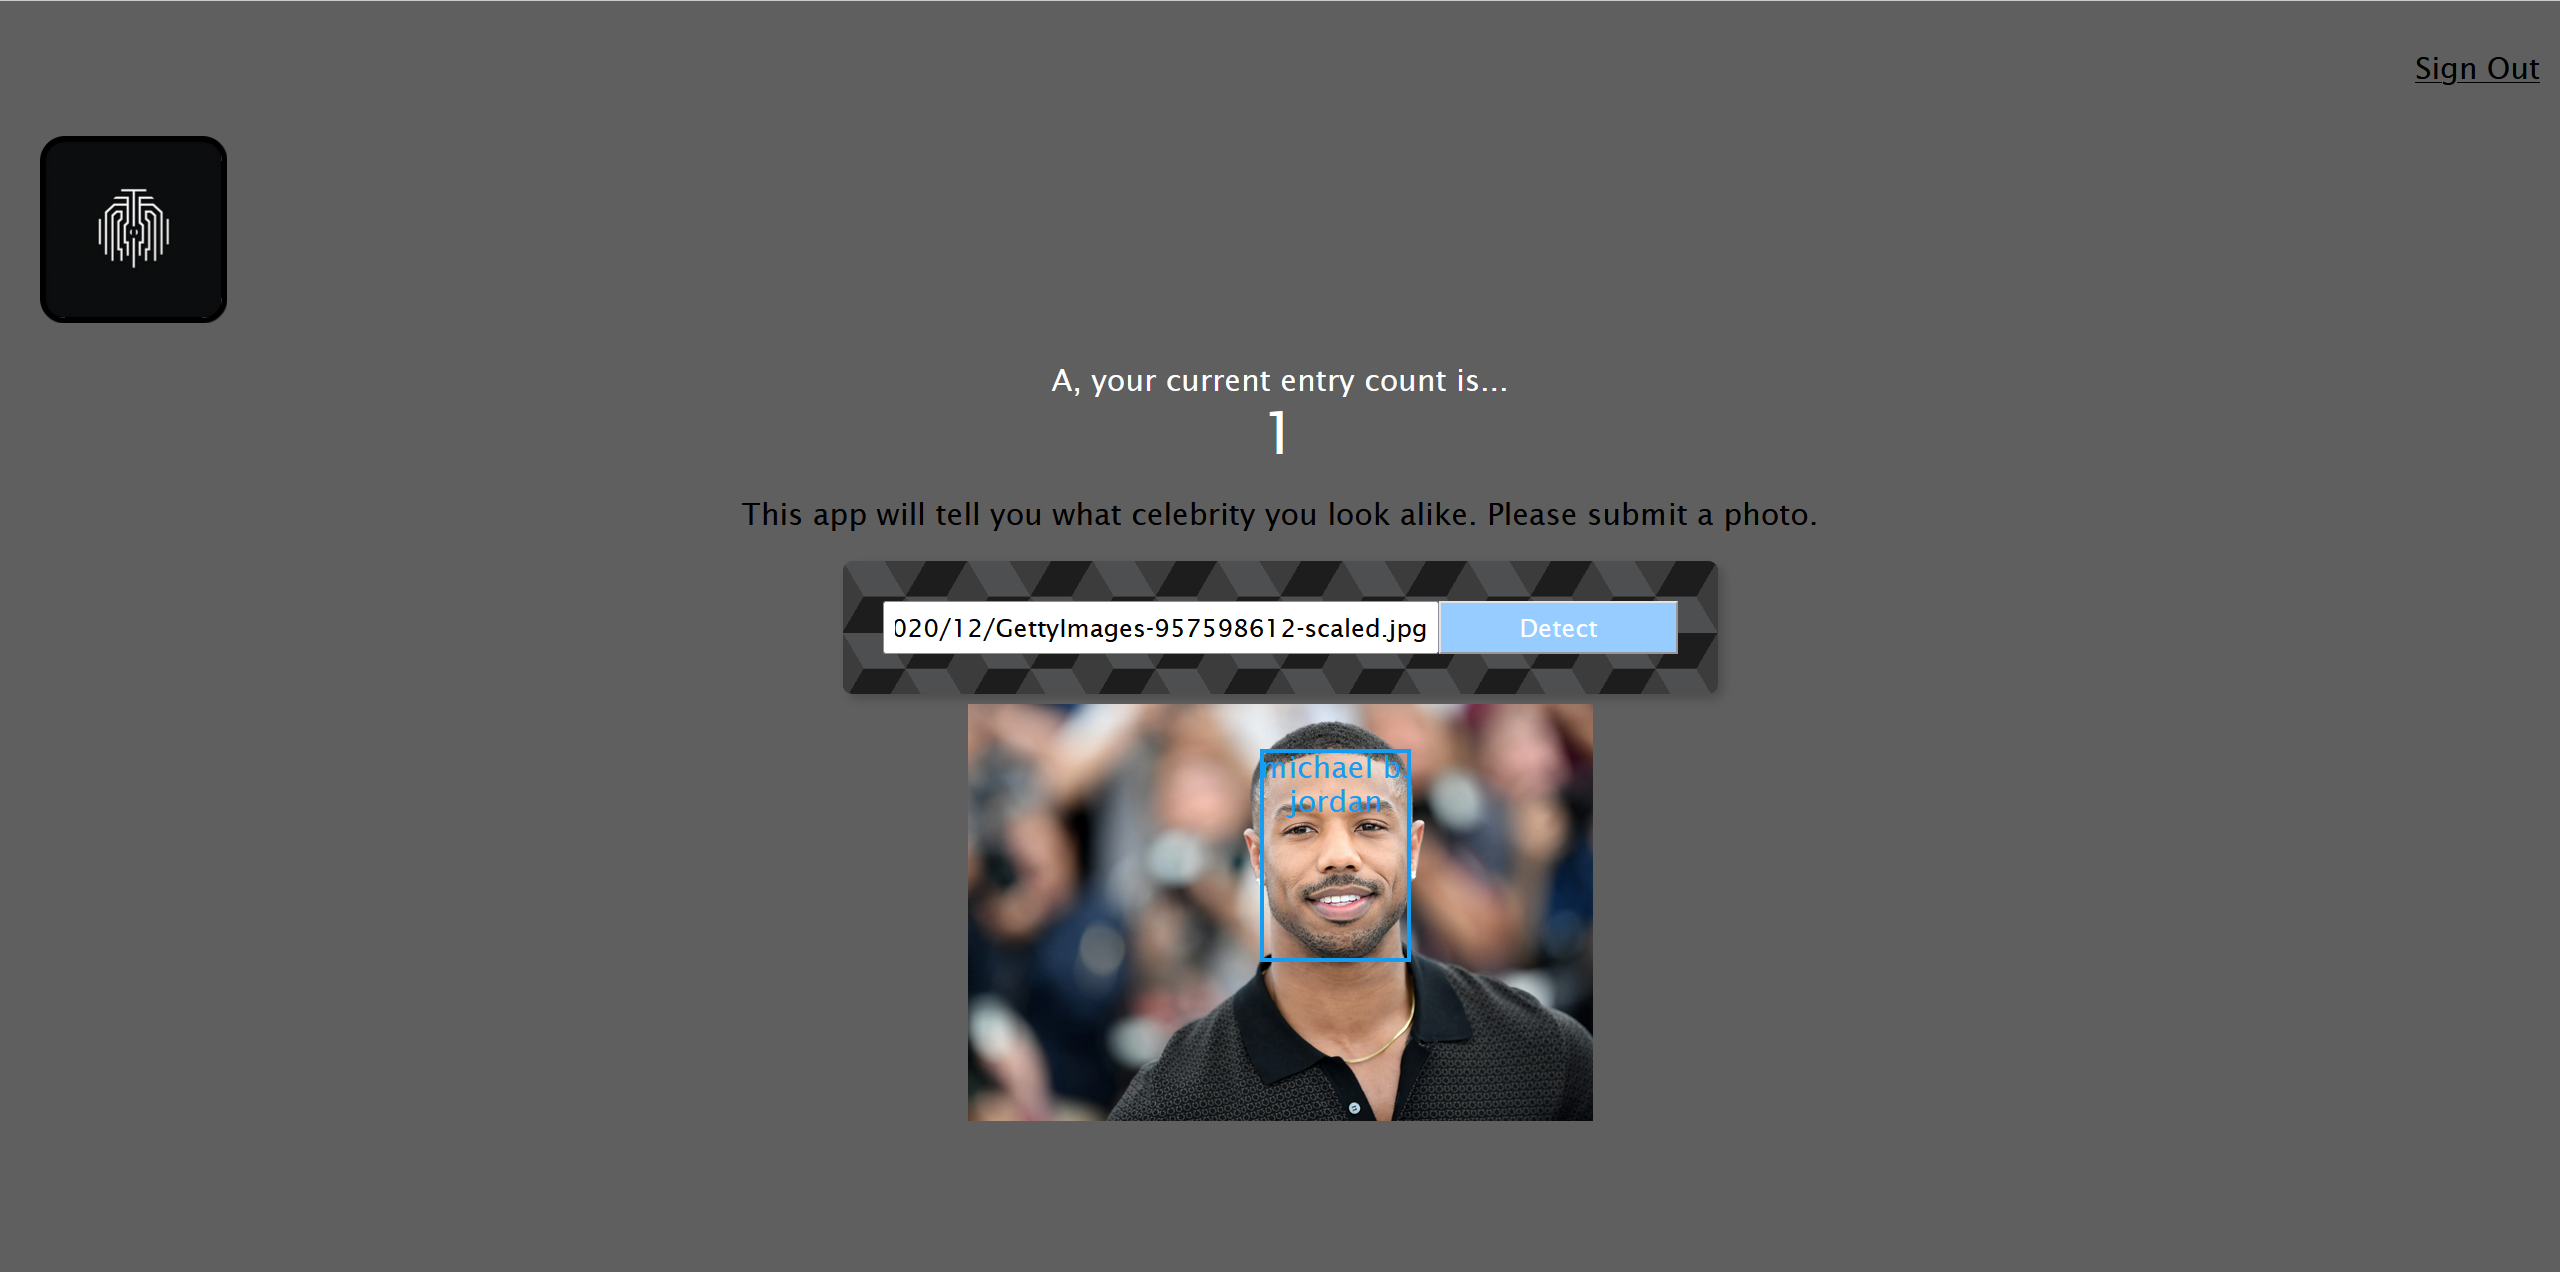 Sign Out
A, your current entry count is...
1
This app will tell you what celebrity you look alike. Please submit a photo.
020/12/GettyImages-957598612-scaled.jpg
Detect
michael b.
jordan